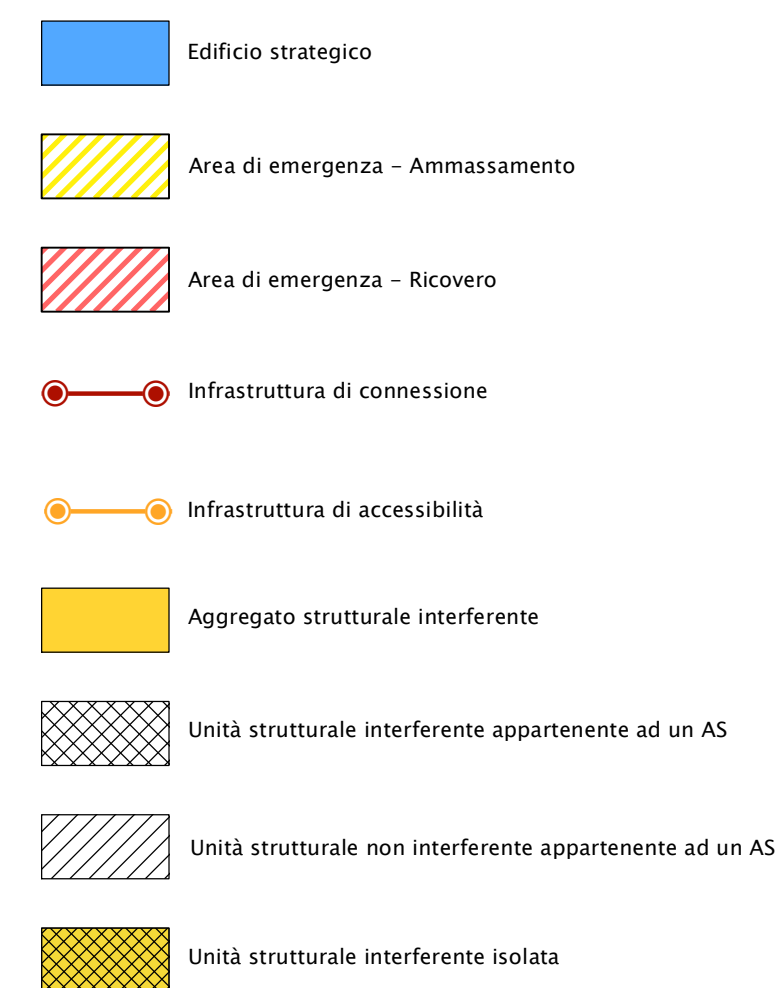 Edificio strategico
Area di emergenza - Ammassamento
Area di emergenza - Ricovero
Infrastruttura di connessione
Infrastruttura di accessibilità
Aggregato strutturale interferente
Unità strutturale interferente appartenente ad un AS
Unità strutturale non interferente appartenente ad un AS
Unità strutturale interferente isolata